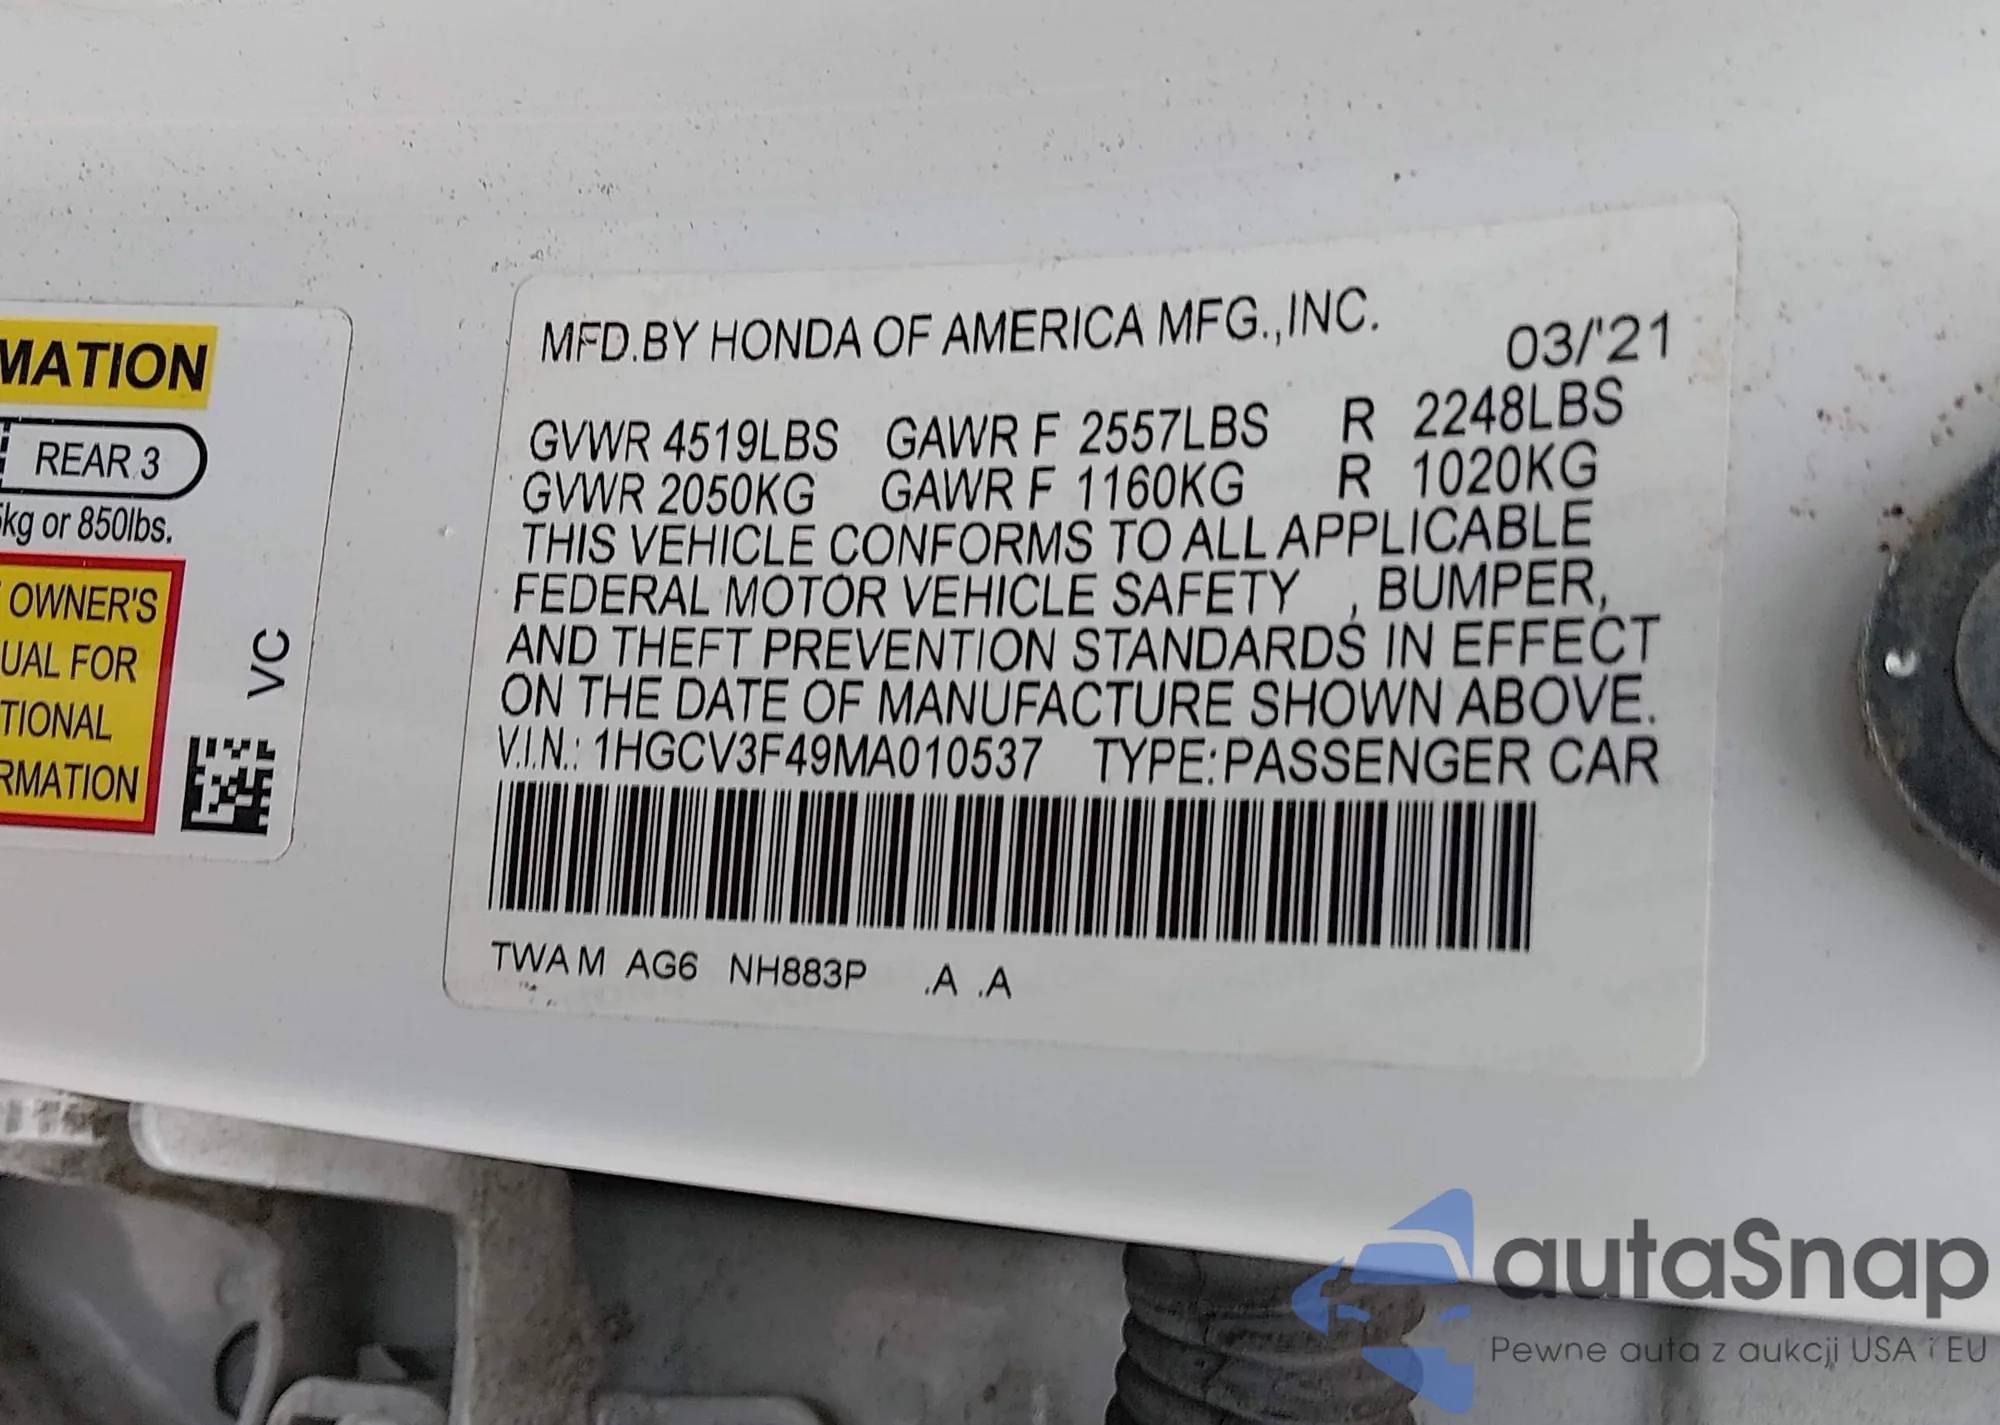 MATION
REAR 3
kg or 850lbs.
OWNER'S
UAL FOR
TIONAL
RMATION
VC
MFD.BY HONDA OF AMERICA MFG.,INC.
03/'21
GVWR 4519LBS GAWR F 2557LBS R 2248LBS
GVWR 2050KG GAWR F 1160KG R 1020KG
THIS VEHICLE CONFORMS TO ALL APPLICABLE
FEDERAL MOTOR VEHICLE SAFETY , BUMPER,
AND THEFT PREVENTION STANDARDS IN EFFECT
ON THE DATE OF MANUFACTURE SHOWN ABOVE.
V.I.N.: 1HGCV3F49MA010537 TYPE:PASSENGER CAR
TWAM AG6 NH883P .A .A
autaSnap
Pewne auta z aukcji USA i EU